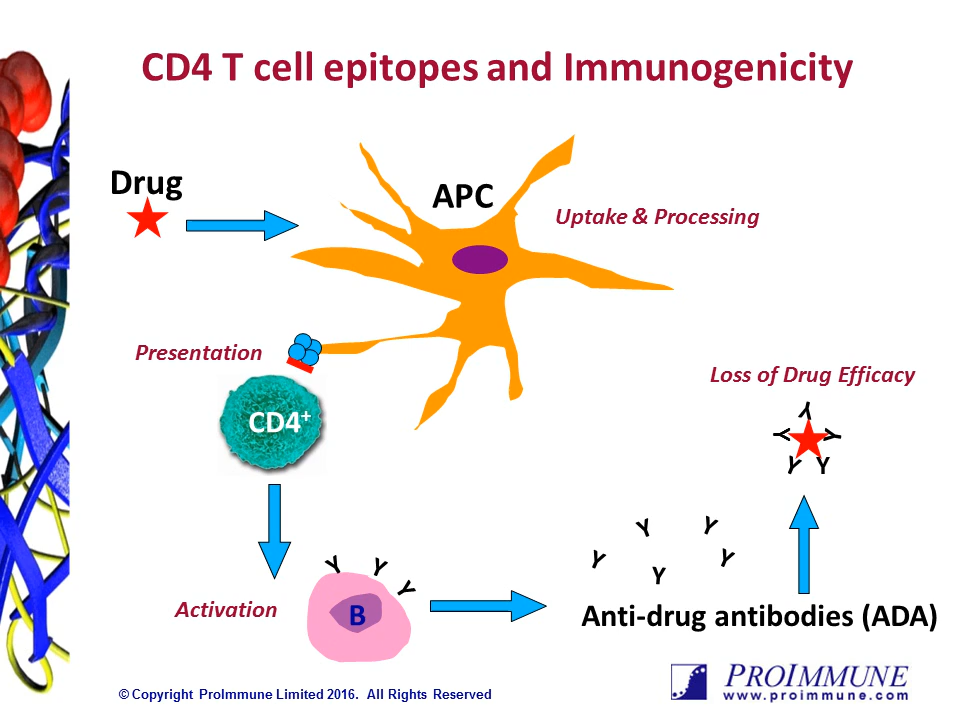 CD4 T cell epitopes and Immunogenicity
Drug
APC
Uptake & Processing
Presentation
CD4+
Loss of Drug Efficacy
Y
Y
Y
Y
Y
Y
Y
Y
Y
Y
Y
Y
Y
Activation
B
Anti-drug antibodies (ADA)
© Copyright ProImmune Limited 2016. All Rights Reserved
PROIMMUNE
www.proimmune.com